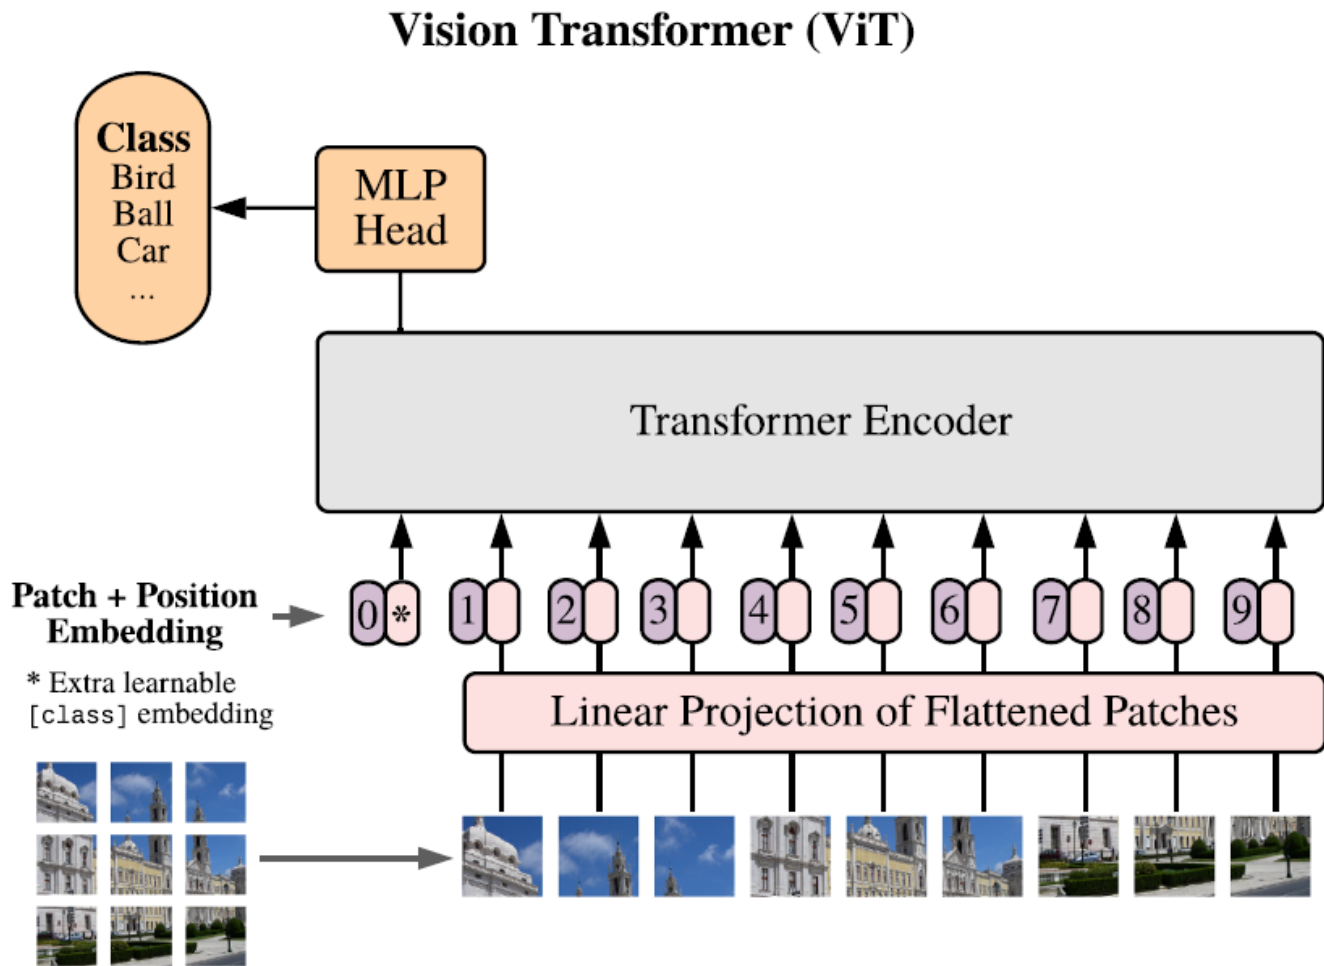 Vision Transformer (ViT)
Class
Bird
Ball
Car
...
MLP
Head
Transformer Encoder
Patch + Position
Embedding
0 * 1 2 3 4 5 6 7 8 9
* Extra learnable
[class] embedding
Linear Projection of Flattened Patches